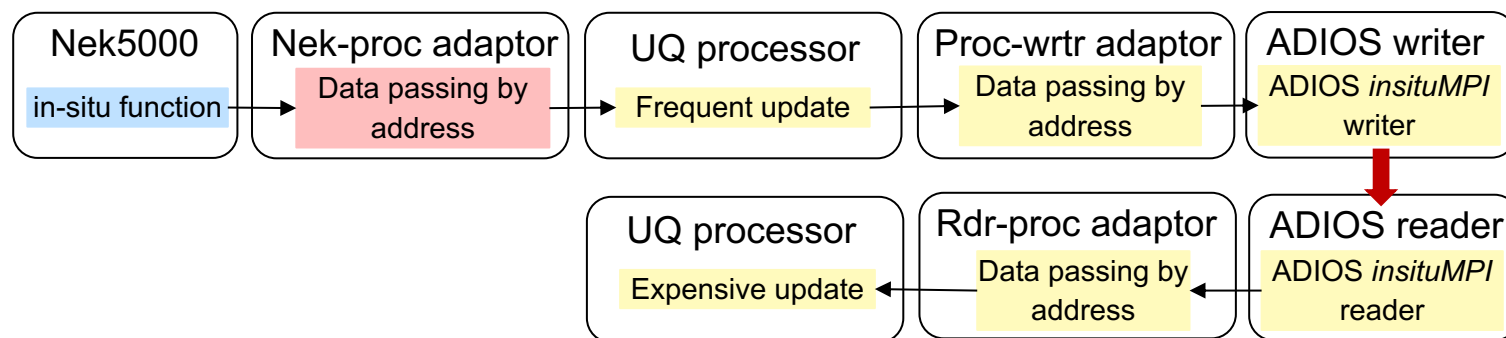 Nek5000
in-situ function
Nek-proc adaptor
Data passing by
address
UQ processor
Frequent update
Proc-wrtr adaptor
Data passing by
address
ADIOS writer
ADIOS insituMPI
writer
UQ processor
Expensive update
Rdr-proc adaptor
Data passing by
address
ADIOS reader
ADIOS insituMPI
reader